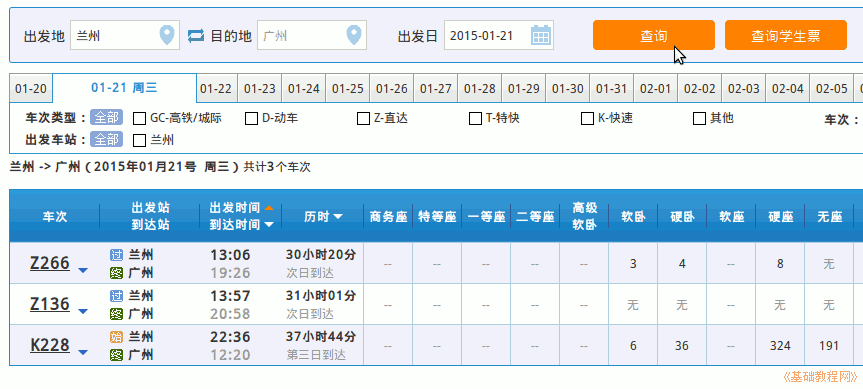 出发地 兰州 目的地 广州 出发日 2015-01-21 查询 查询学生票
01-20 01-21 周三 01-22 01-23 01-24 01-25 01-26 01-27 01-28 01-29 01-30 01-31 02-01 02-02 02-03 02-04 02-05
车次类型： 全部 GC-高铁/城际 D-动车 Z-直达 T-特快 K-快速 其他 车次：
出发车站： 全部 兰州
兰州 -> 广州（2015年01月21号 周三）共计3个车次
车次 出发站 出发时间 历时 商务座 特等座 一等座 二等座 高级 软卧 硬卧 软座 硬座 无座
到达站 到达时间 软卧
Z266 过 兰州 13:06 30小时20分 -- -- -- -- -- 3 4 -- 8 无
终 广州 19:26 次日到达
Z136 过 兰州 13:57 31小时01分 -- -- -- -- -- 无 无 -- 无 无
终 广州 20:58 次日到达
K228 始 兰州 22:36 37小时44分 -- -- -- -- -- 6 36 -- 324 191
终 广州 12:20 第三日到达
《基础教程网》